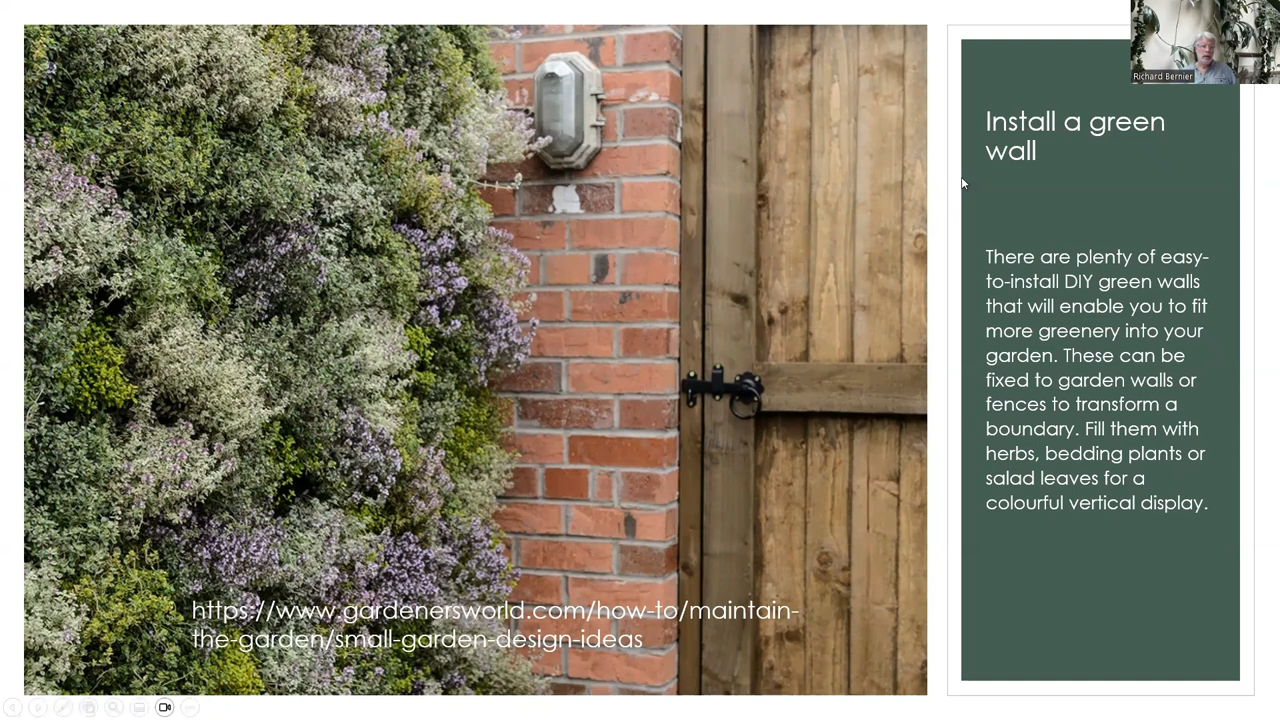 Richard Bernier
Install a green
wall
There are plenty of easy-
to-install DIY green walls
that will enable you to fit
more greenery into your
garden. These can be
fixed to garden walls or
fences to transform a
boundary. Fill them with
herbs, bedding plants or
salad leaves for a
colourful vertical display.
https://www.gardenersworld.com/how-to/maintain-
the-garden/small-garden-design-ideas